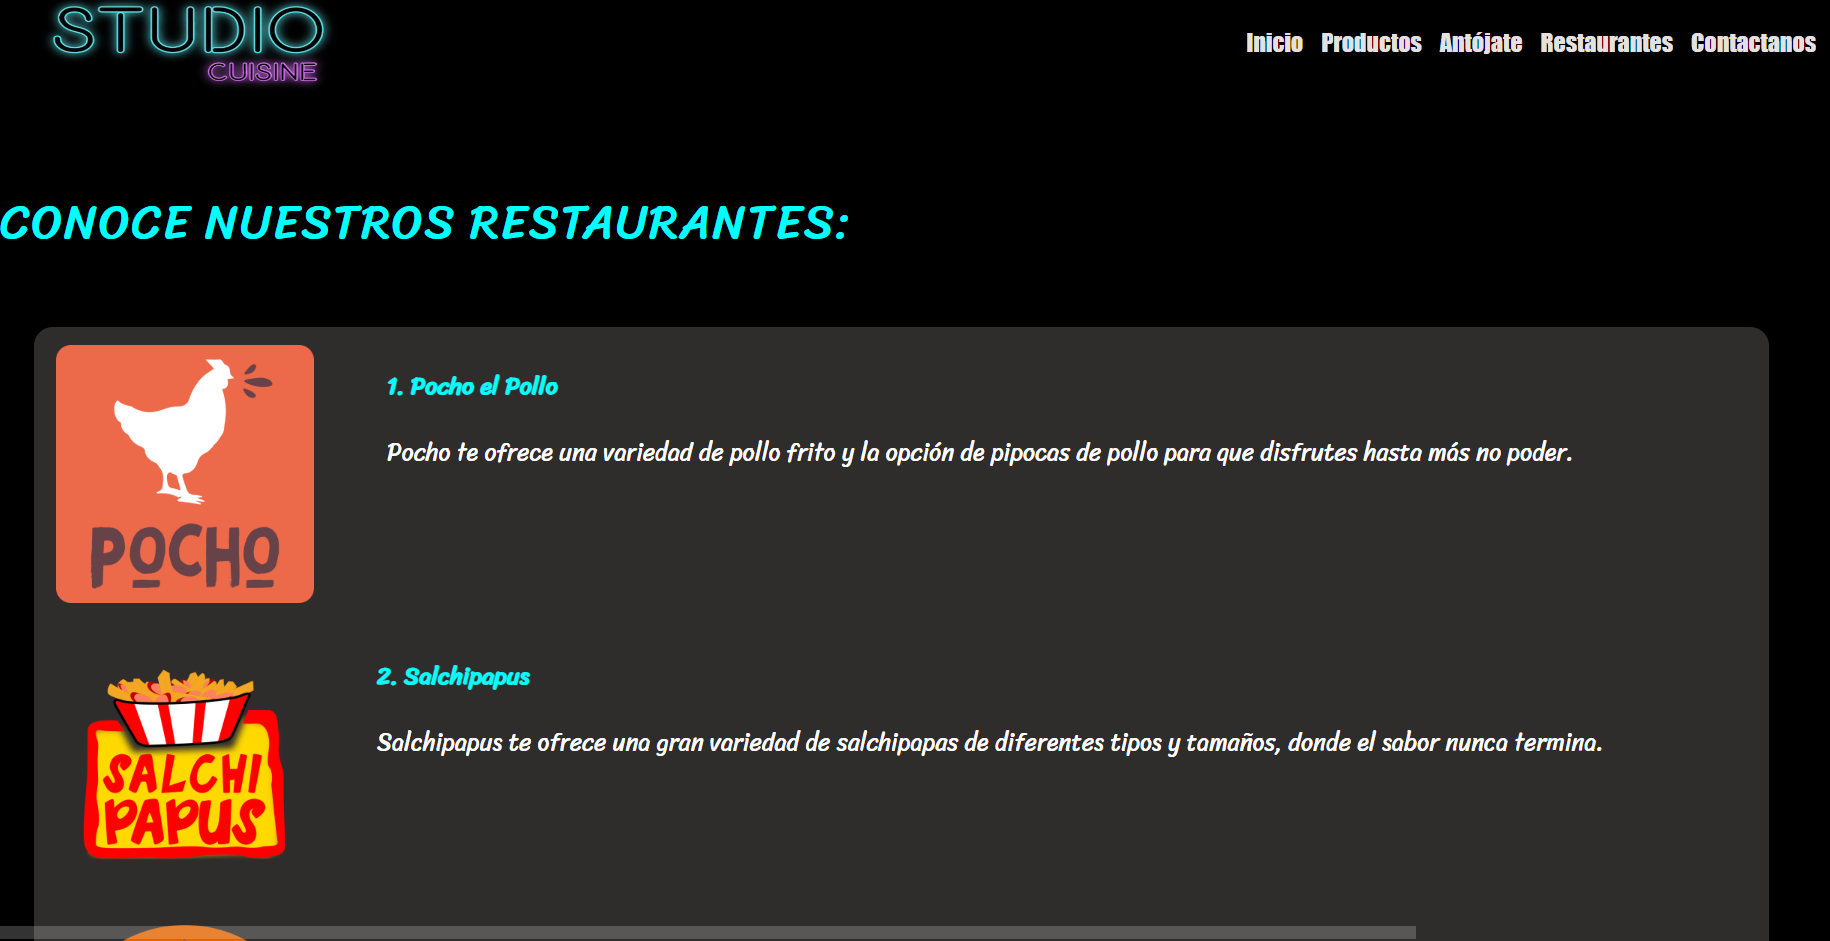 STUDIO
CUISINE
Inicio Productos Antójate Restaurantes Contactanos
CONOCE NUESTROS RESTAURANTES:
1. Pocho el Pollo
Pocho te ofrece una variedad de pollo frito y la opción de pipocas de pollo para que disfrutes hasta más no poder.
POCHO
2. Salchipapus
Salchipapus te ofrece una gran variedad de salchipapas de diferentes tipos y tamaños, donde el sabor nunca termina.
SALCHI
PAPUS